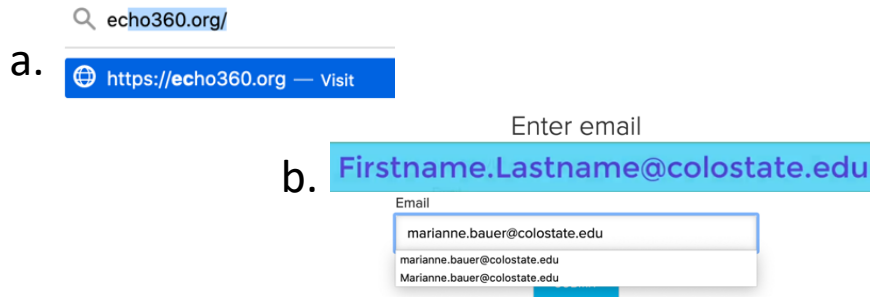 echo360.org/
a.
https://echo360.org — Visit
Enter email
b.
Firstname.Lastname@colostate.edu
Email
marianne.bauer@colostate.edu
marianne.bauer@colostate.edu
Marianne.bauer@colostate.edu